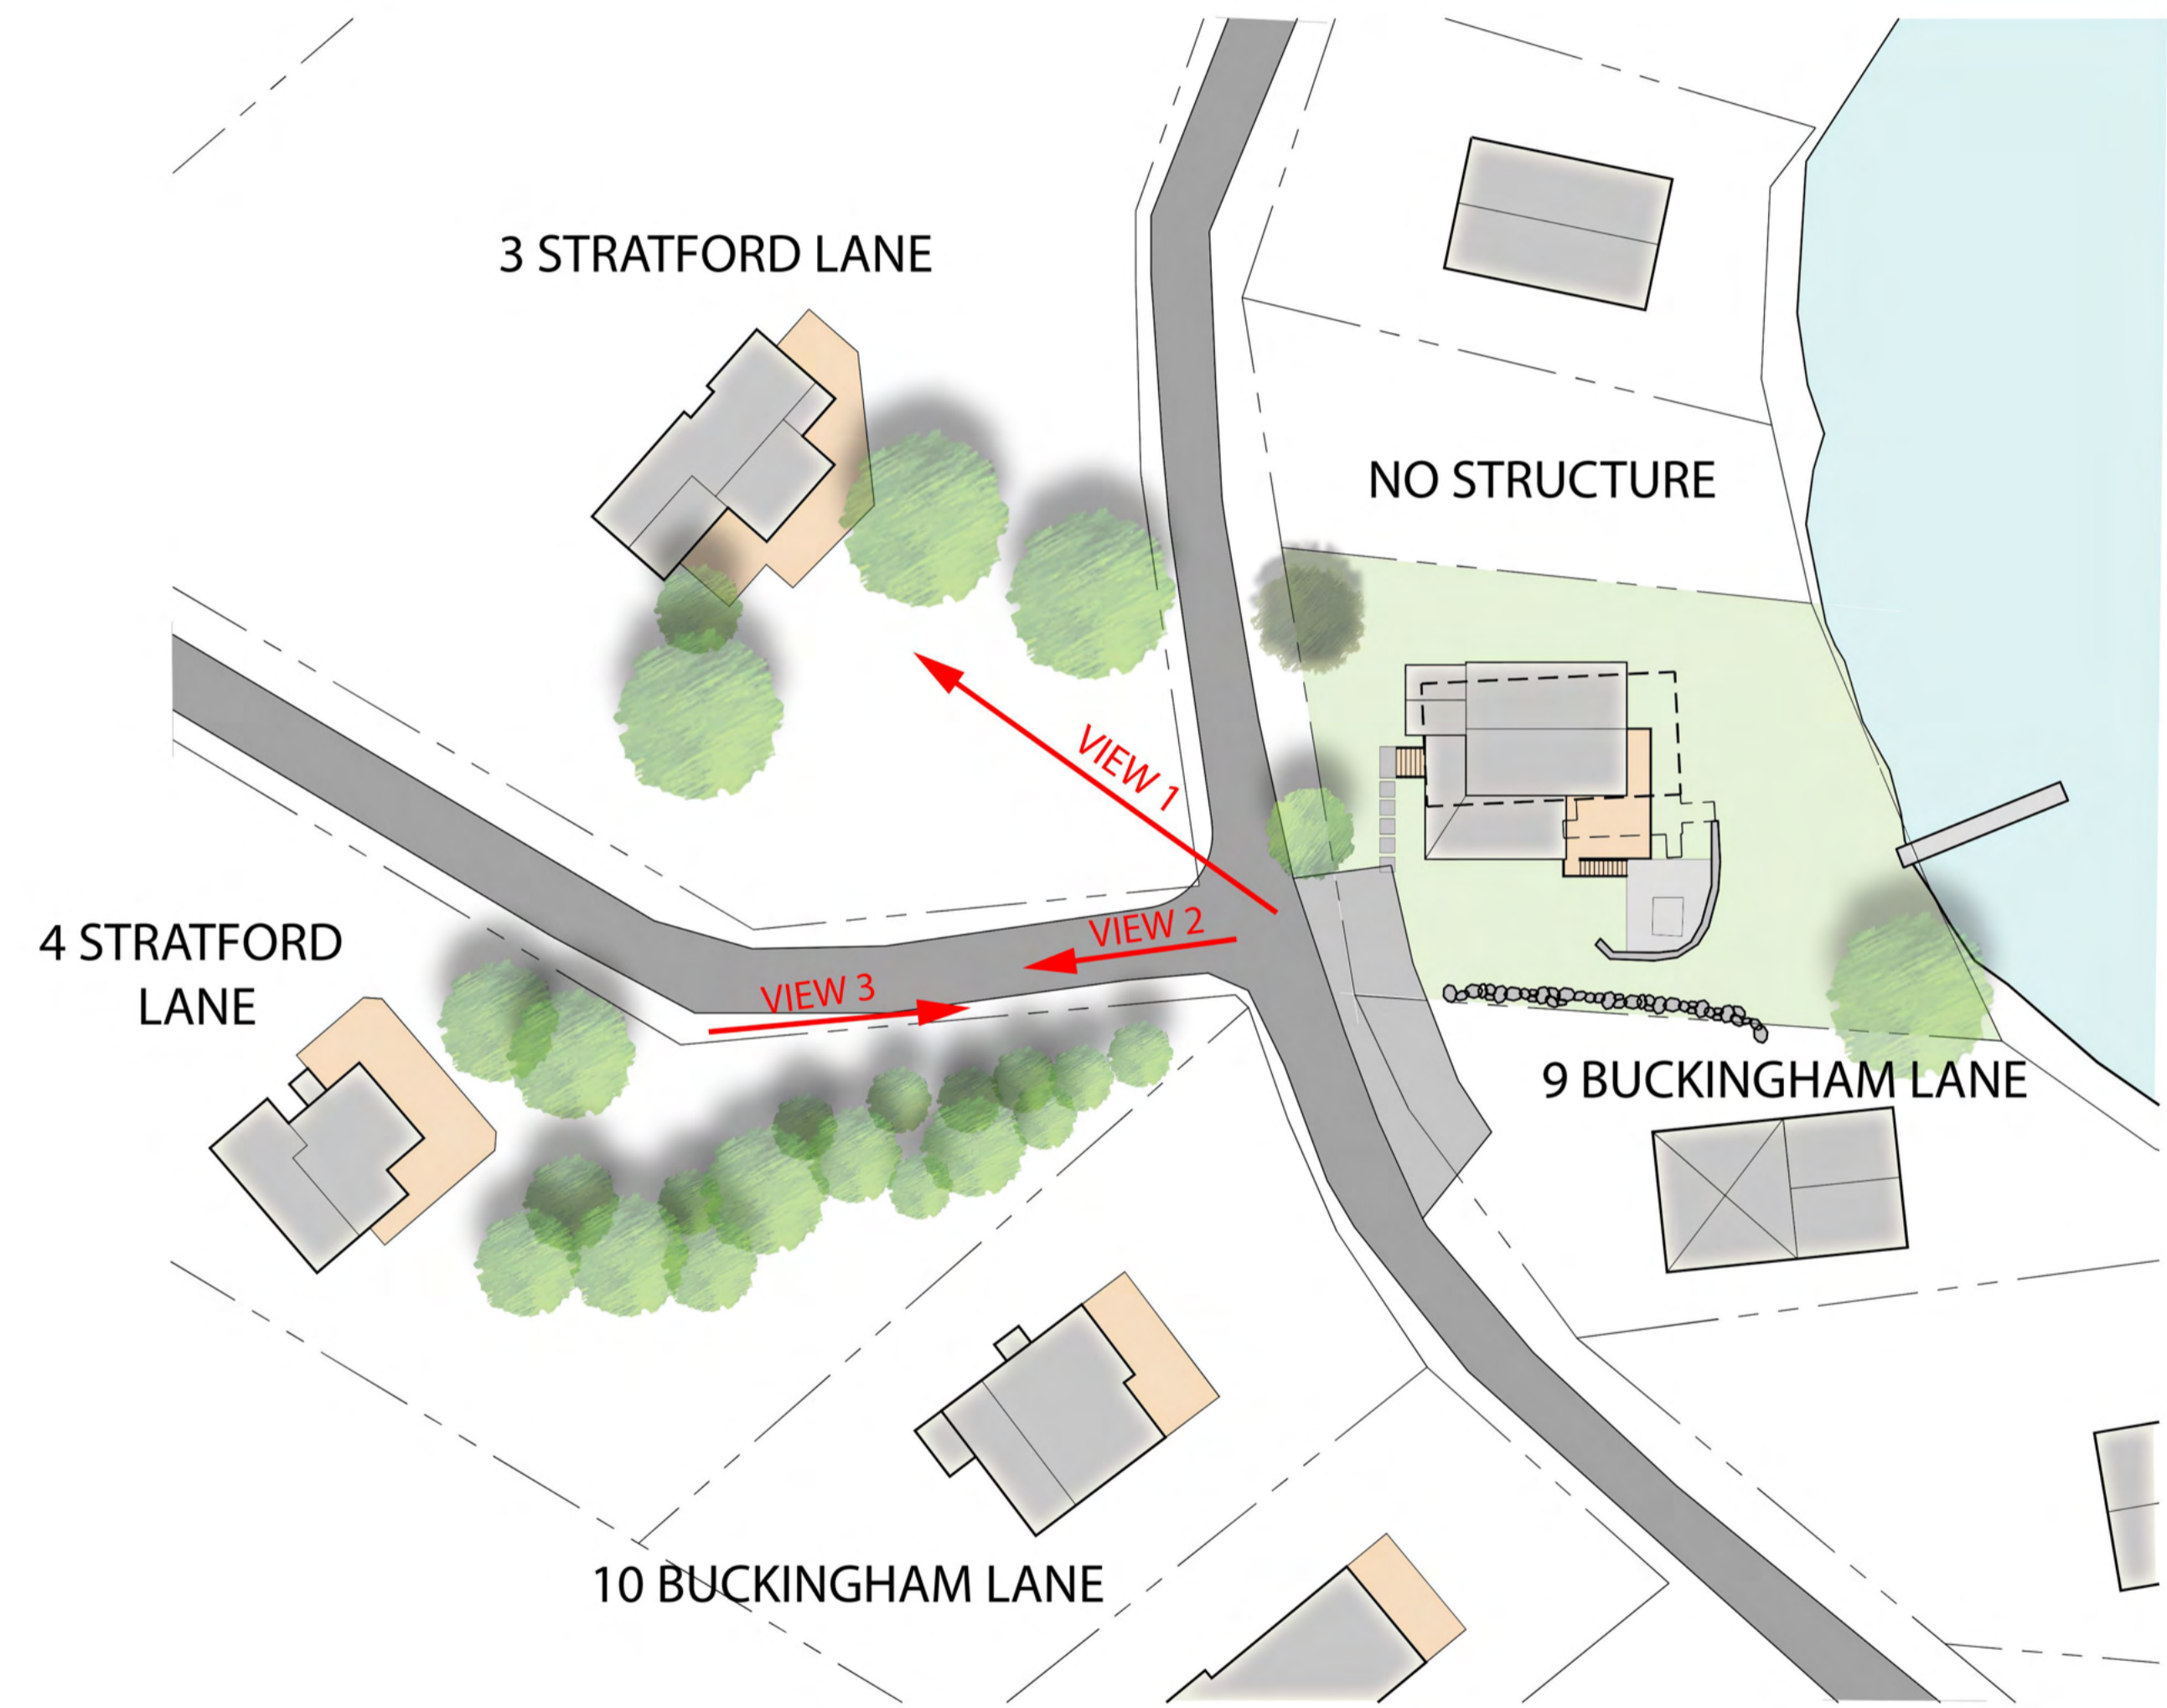 3 STRATFORD LANE
NO STRUCTURE
VIEW 1
VIEW 2
4 STRATFORD
LANE
VIEW 3
9 BUCKINGHAM LANE
10 BUCKINGHAM LANE